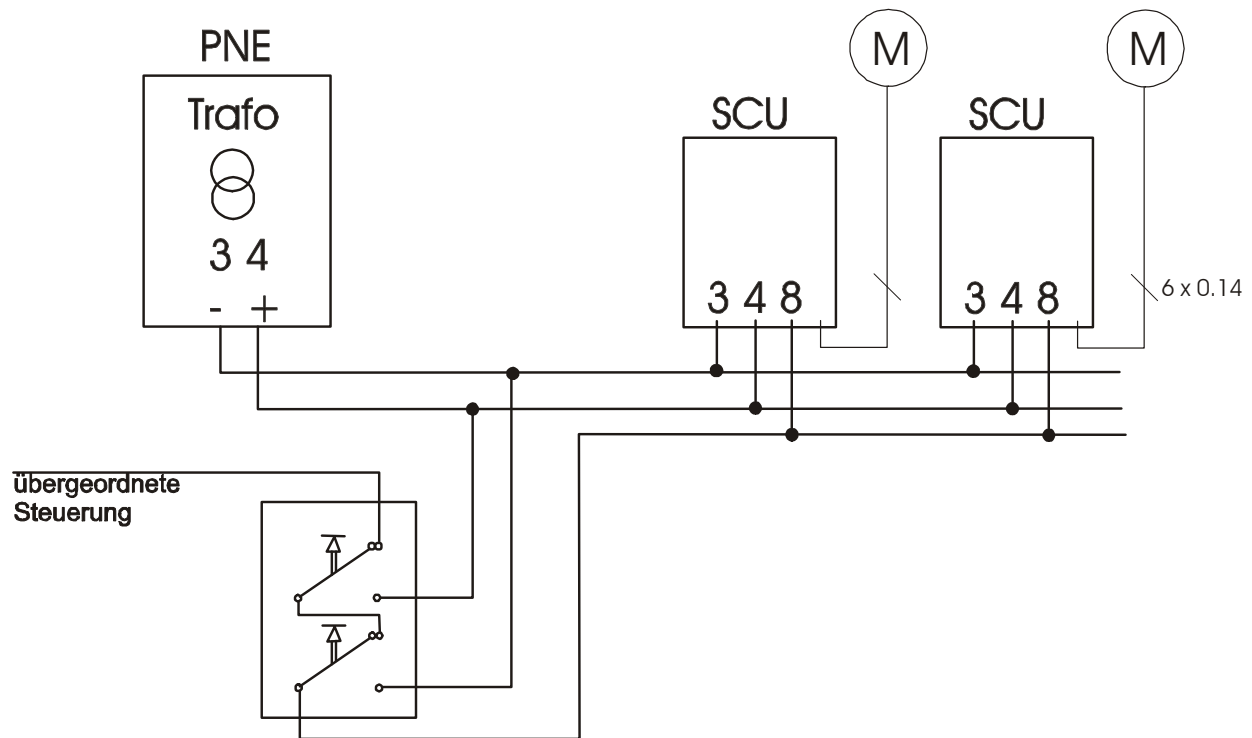 PNE
Trafo
3 4
- +
SCU
3 4 8
M
SCU
3 4 8
M
6 x 0.14
übergeordnete
Steuerung